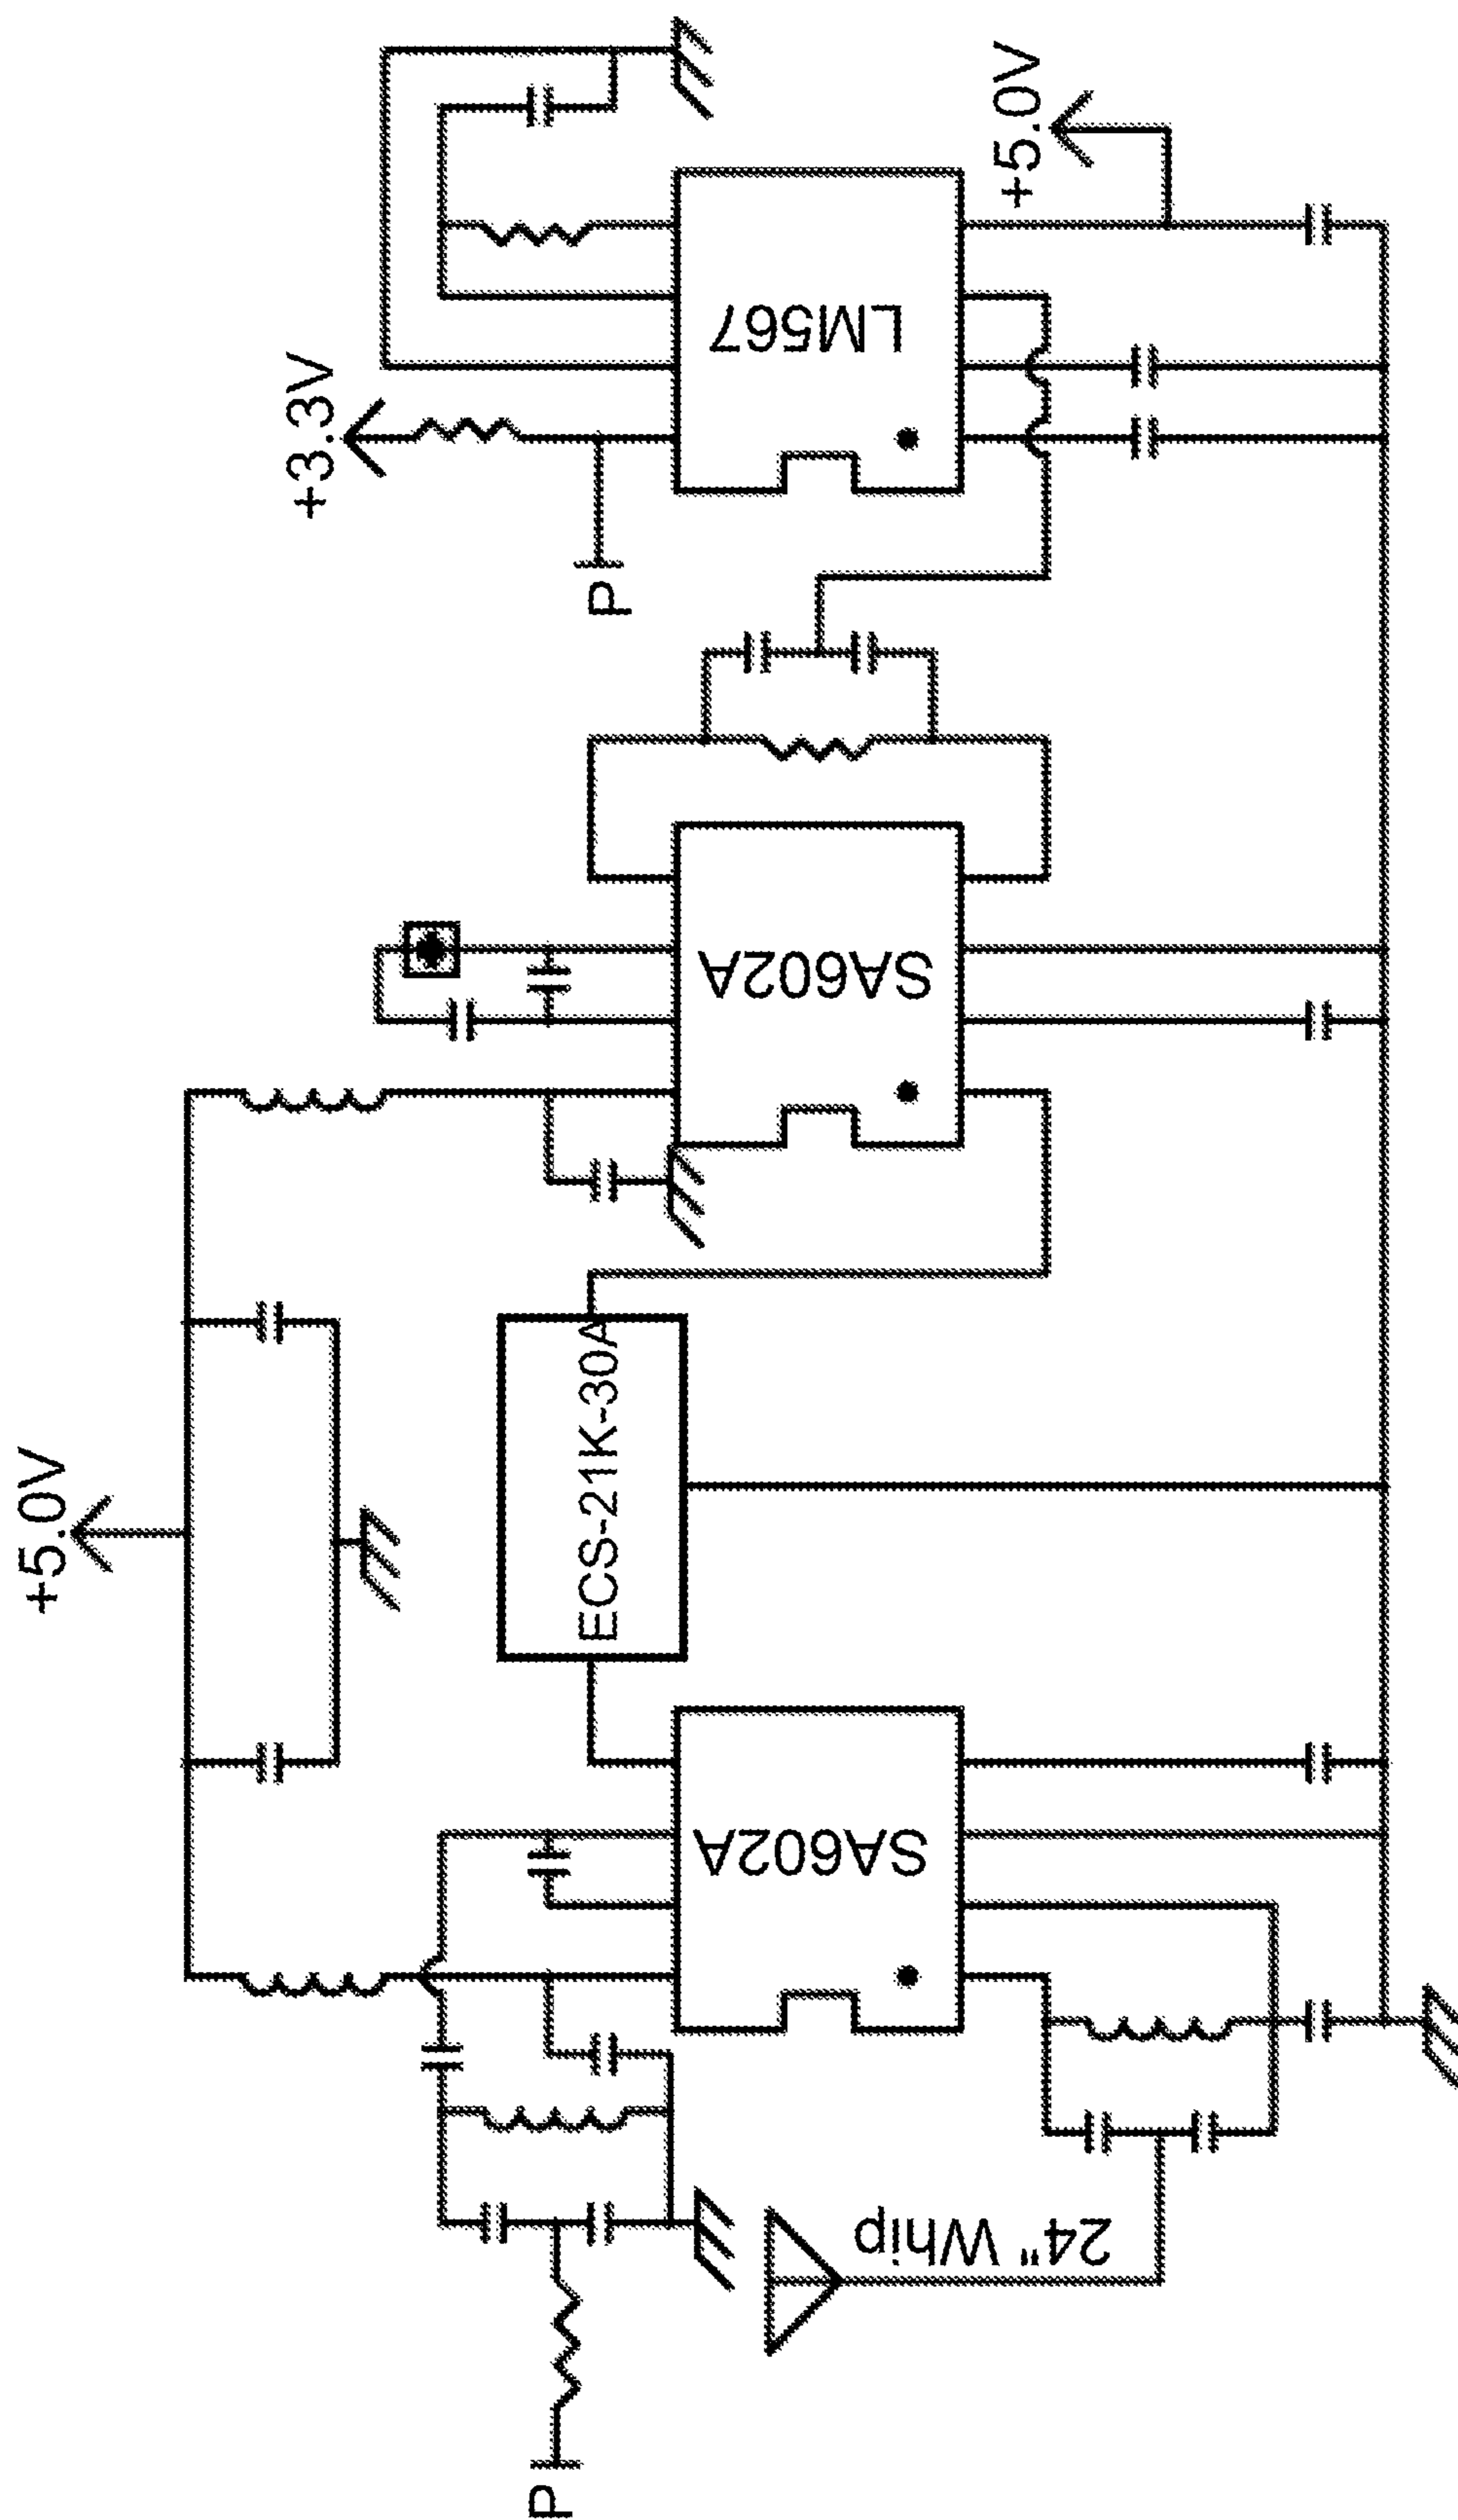 +5.0V
LM567
+3.3V
P
SA602A
+5.0V
ECS-21K-30A
SA602A
24" Whip
P